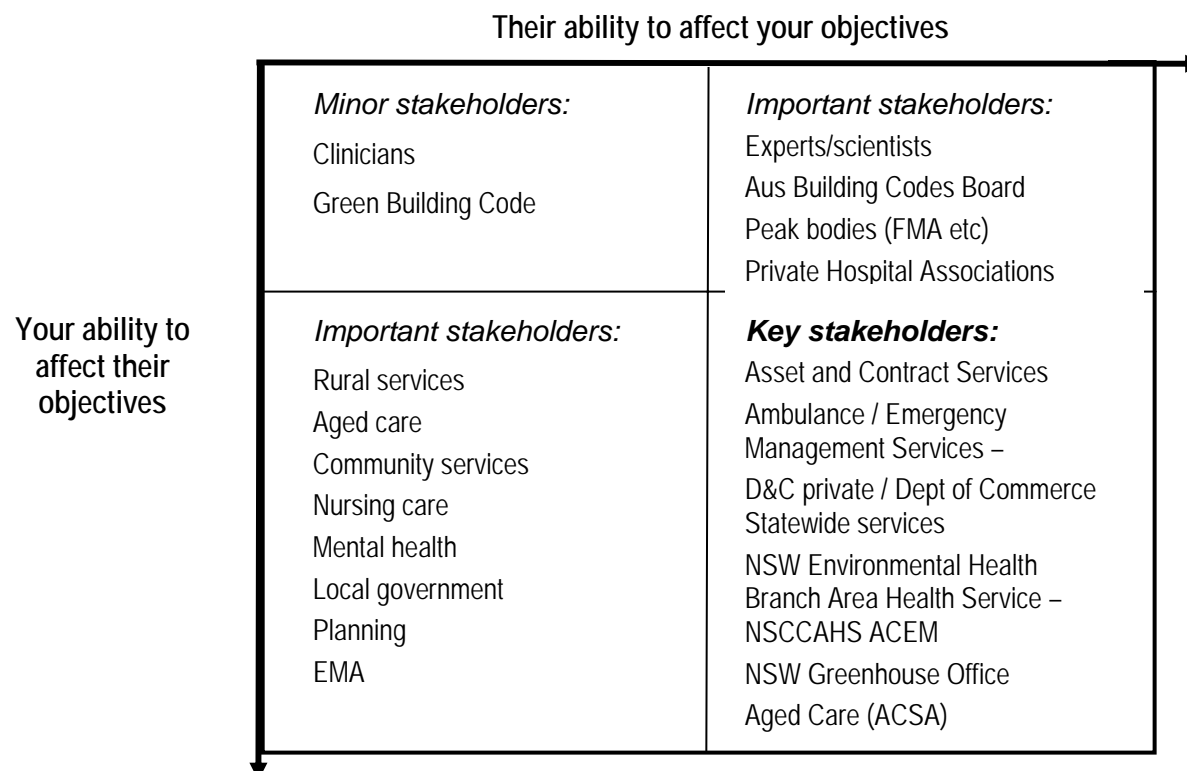 Their ability to affect your objectives
Minor stakeholders:
Clinicians
Green Building Code
Important stakeholders:
Experts/scientists
Aus Building Codes Board
Peak bodies (FMA etc)
Private Hospital Associations
Your ability to
affect their
objectives
Important stakeholders:
Rural services
Aged care
Community services
Nursing care
Mental health
Local government
Planning
EMA
Key stakeholders:
Asset and Contract Services
Ambulance / Emergency
Management Services –
D&C private / Dept of Commerce
Statewide services
NSW Environmental Health
Branch Area Health Service –
NSCCAHS ACEM
NSW Greenhouse Office
Aged Care (ACSA)